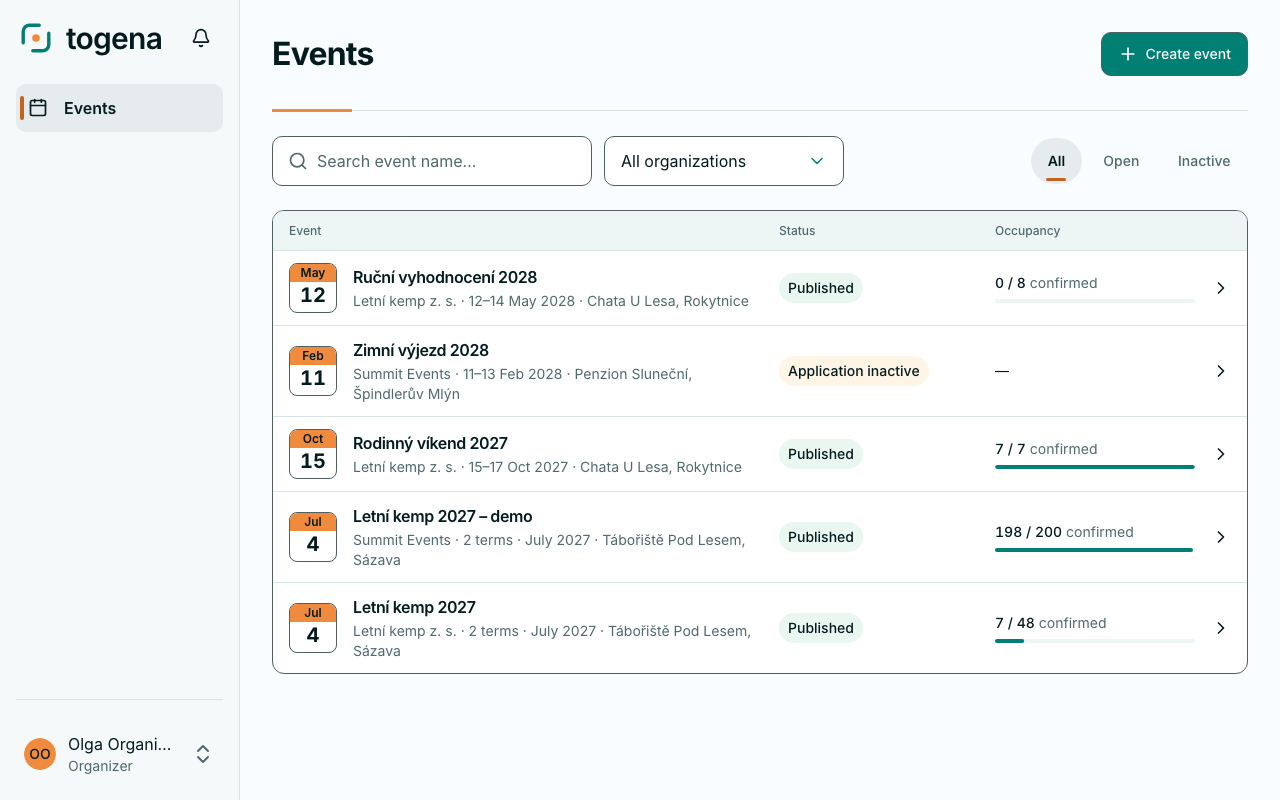 togena
Events
Events
Create event
Search event name...
All organizations
All
Open
Inactive
Event
Status
Occupancy
May
12
Ruční vyhodnocení 2028
Letní kemp z. s. · 12–14 May 2028 · Chata U Lesa, Rokytnice
Published
0 / 8 confirmed
Feb
11
Zimní výjezd 2028
Summit Events · 11–13 Feb 2028 · Penzion Sluneční,
Špindlerův Mlýn
Application inactive
—
Oct
15
Rodinný víkend 2027
Letní kemp z. s. · 15–17 Oct 2027 · Chata U Lesa, Rokytnice
Published
7 / 7 confirmed
Jul
4
Letní kemp 2027 – demo
Summit Events · 2 terms · July 2027 · Tábořiště Pod Lesem,
Sázava
Published
198 / 200 confirmed
Jul
4
Letní kemp 2027
Letní kemp z. s. · 2 terms · July 2027 · Tábořiště Pod Lesem,
Sázava
Published
7 / 48 confirmed
OO
Olga Organi...
Organizer